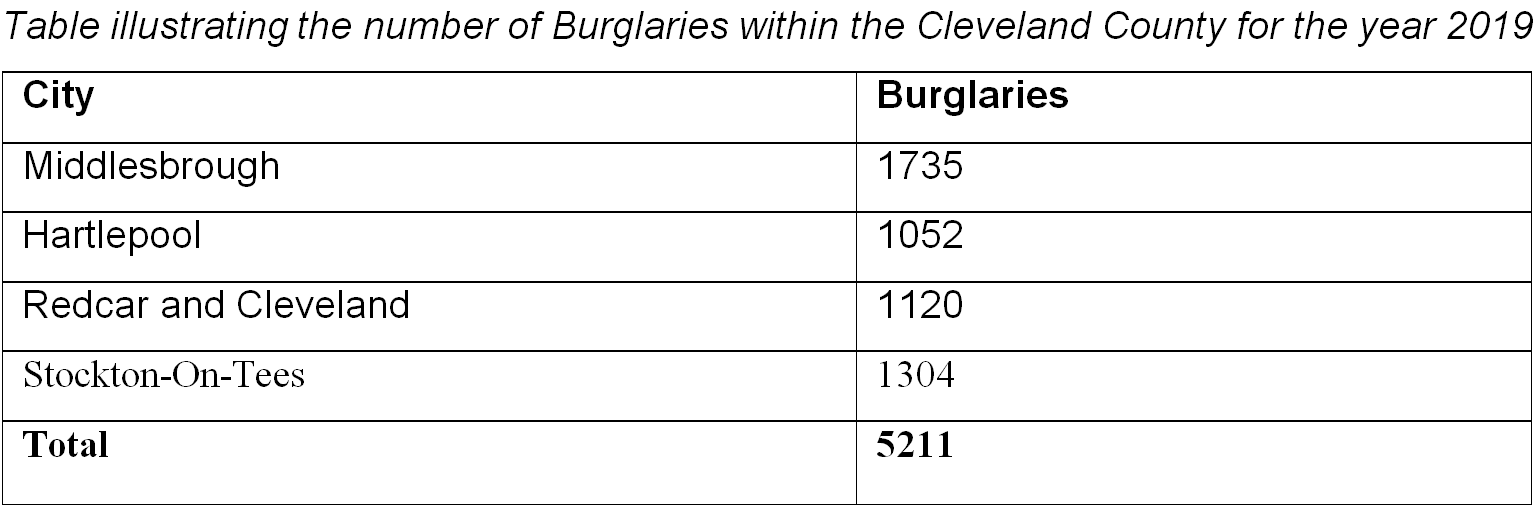 Table illustrating the number of Burglaries within the Cleveland County for the year 2019
City Burglaries
Middlesbrough 1735
Hartlepool 1052
Redcar and Cleveland 1120
Stockton-On-Tees 1304
Total 5211